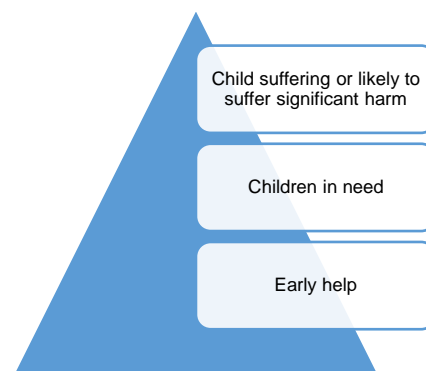 Child suffering or likely to
suffer significant harm
Children in need
Early help